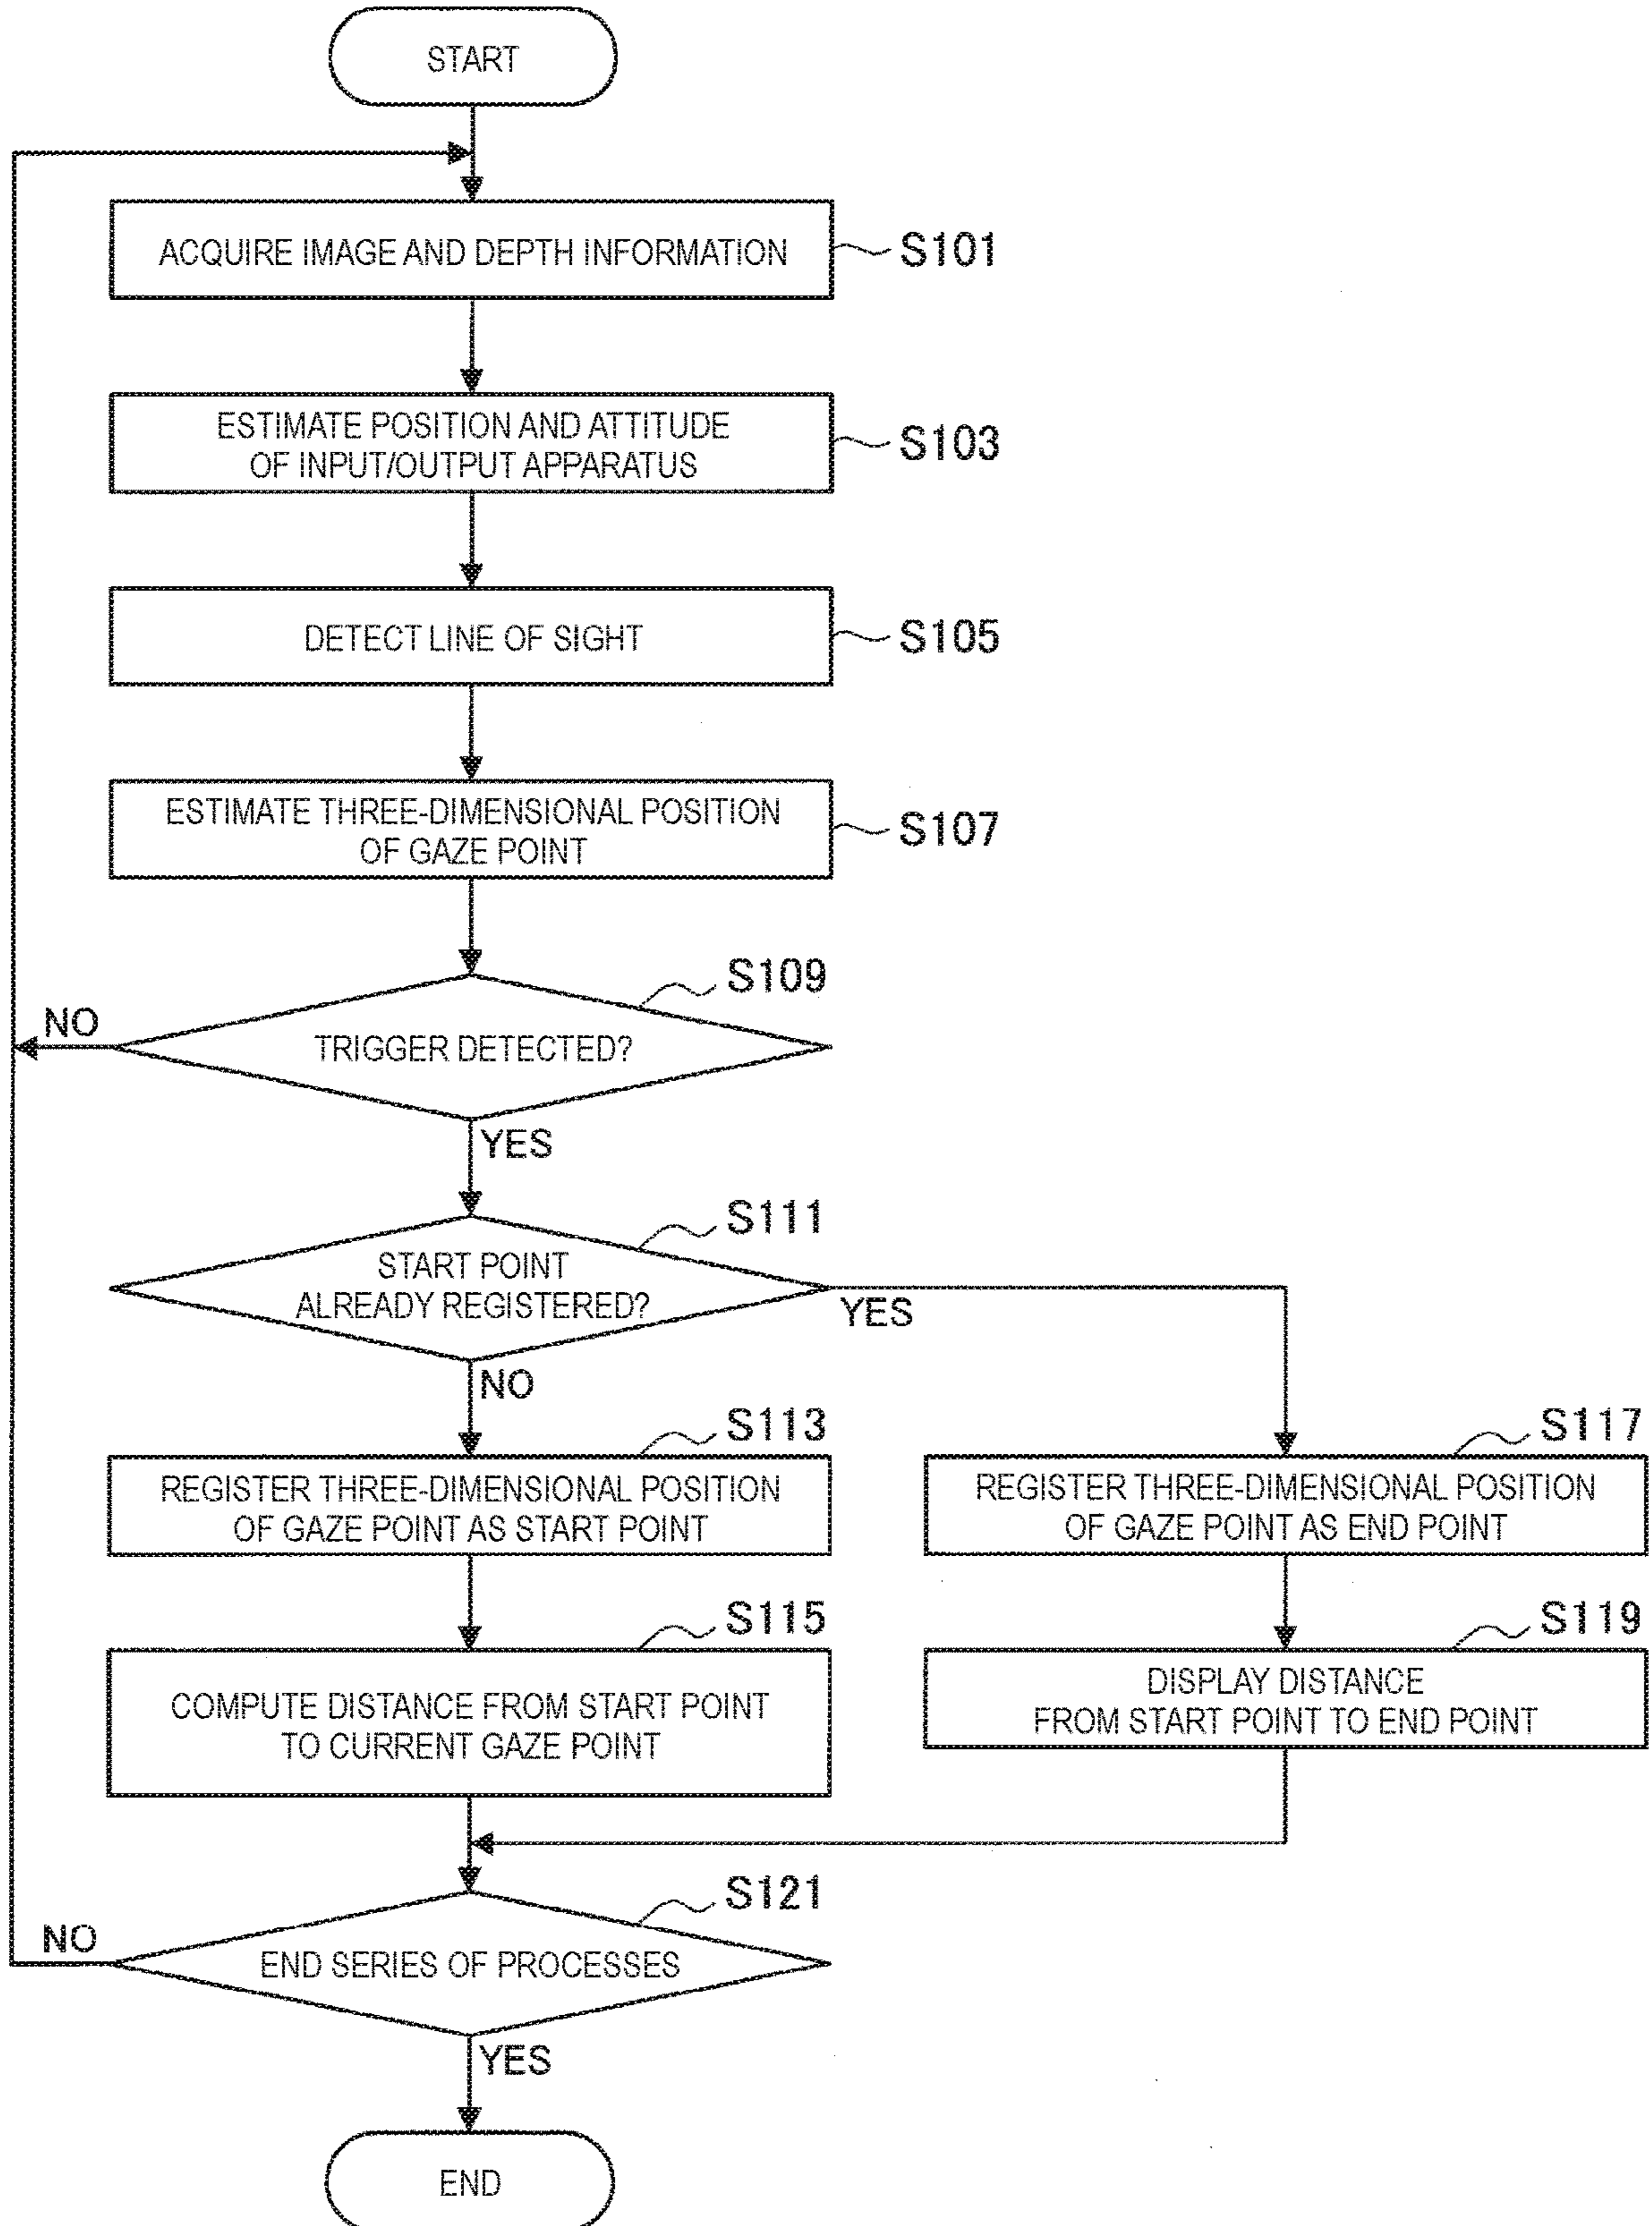 START
ACQUIRE IMAGE AND DEPTH INFORMATION
S101
ESTIMATE POSITION AND ATTITUDE
OF INPUT/OUTPUT APPARATUS
S103
DETECT LINE OF SIGHT
S105
ESTIMATE THREE-DIMENSIONAL POSITION
OF GAZE POINT
S107
S109
NO
TRIGGER DETECTED?
YES
S111
START POINT
ALREADY REGISTERED?
YES
NO
S113
REGISTER THREE-DIMENSIONAL POSITION
OF GAZE POINT AS START POINT
S117
REGISTER THREE-DIMENSIONAL POSITION
OF GAZE POINT AS END POINT
S115
COMPUTE DISTANCE FROM START POINT
TO CURRENT GAZE POINT
S119
DISPLAY DISTANCE
FROM START POINT TO END POINT
S121
NO
END SERIES OF PROCESSES
YES
END